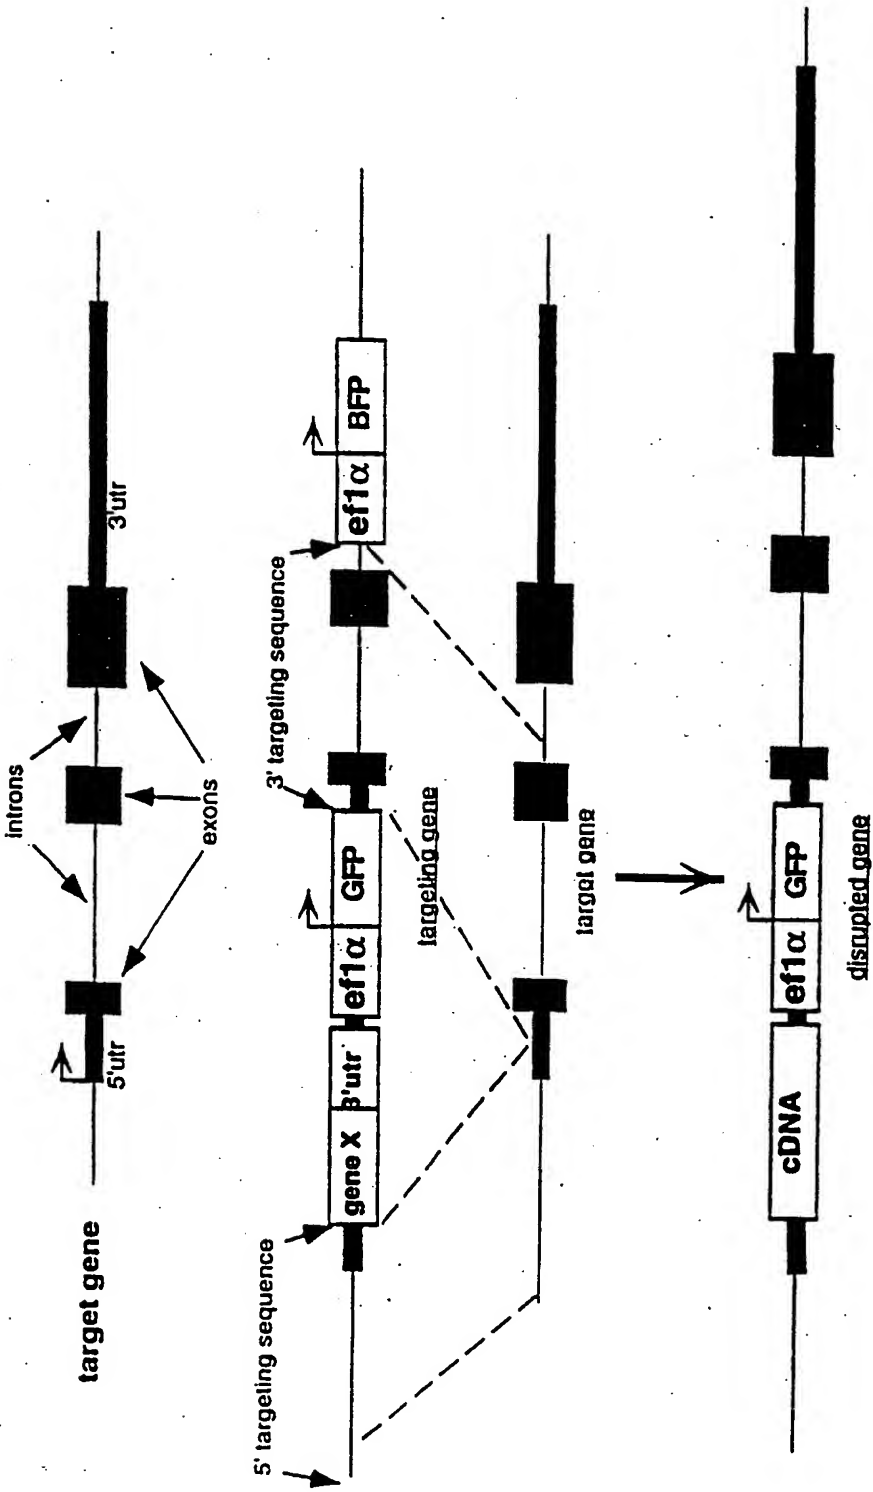 target gene
introns
5'utr
exons
3'utr
5' targeting sequence
3' targeting sequence
gene X 3'utr ef1α GFP ef1α BFP
targeting gene
target gene
cDNA ef1α GFP
disrupted gene